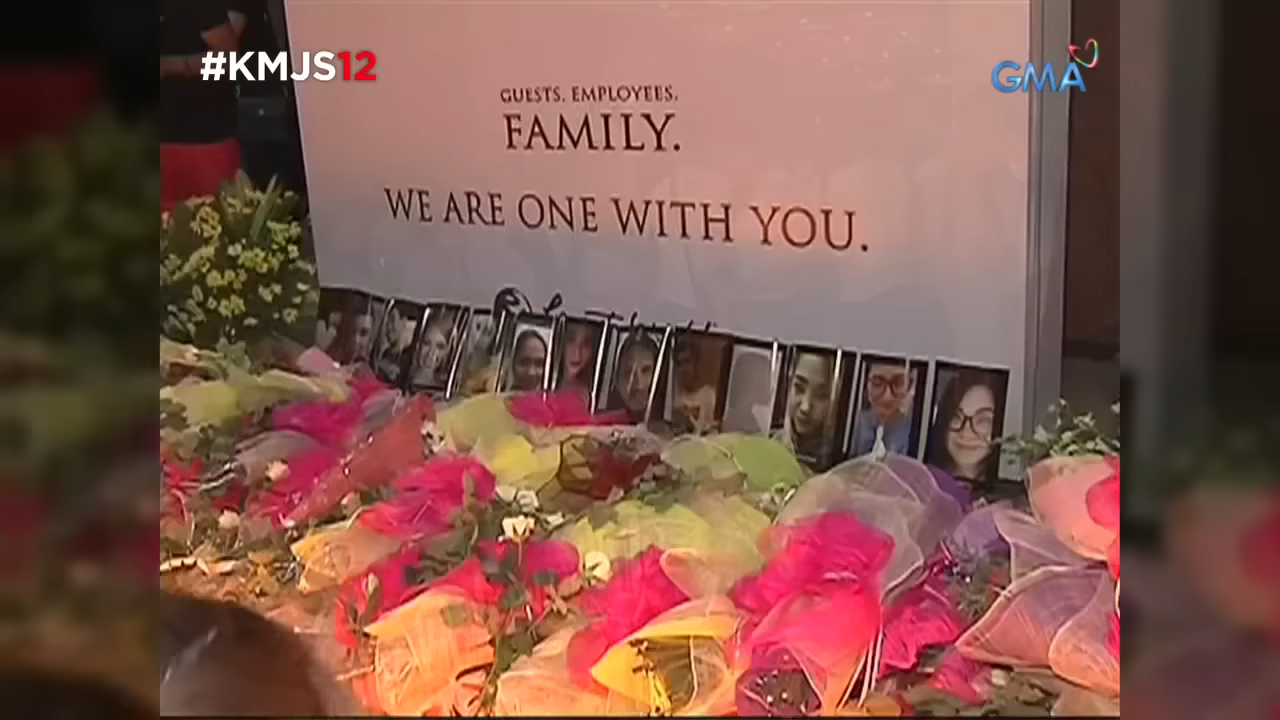 #KMJS12
GMA
GUESTS. EMPLOYEES.
FAMILY.
WE ARE ONE WITH YOU.